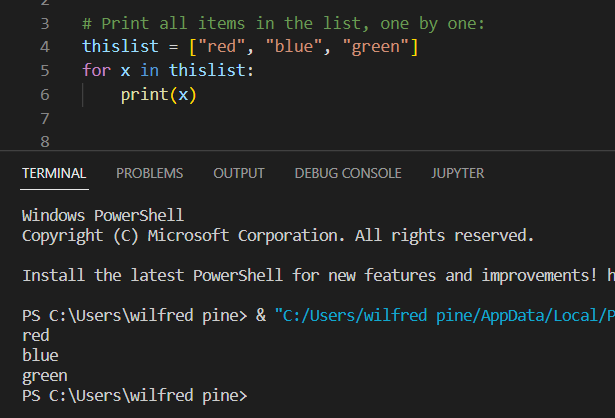 2
3 # Print all items in the list, one by one:
4 thislist = ["red", "blue", "green"]
5 for x in thislist:
6     print(x)
7
8
TERMINAL PROBLEMS OUTPUT DEBUG CONSOLE JUPYTER
Windows PowerShell
Copyright (C) Microsoft Corporation. All rights reserved.
Install the latest PowerShell for new features and improvements! h
PS C:\Users\wilfred pine> & "C:/Users/wilfred pine/AppData/Local/P
red
blue
green
PS C:\Users\wilfred pine>